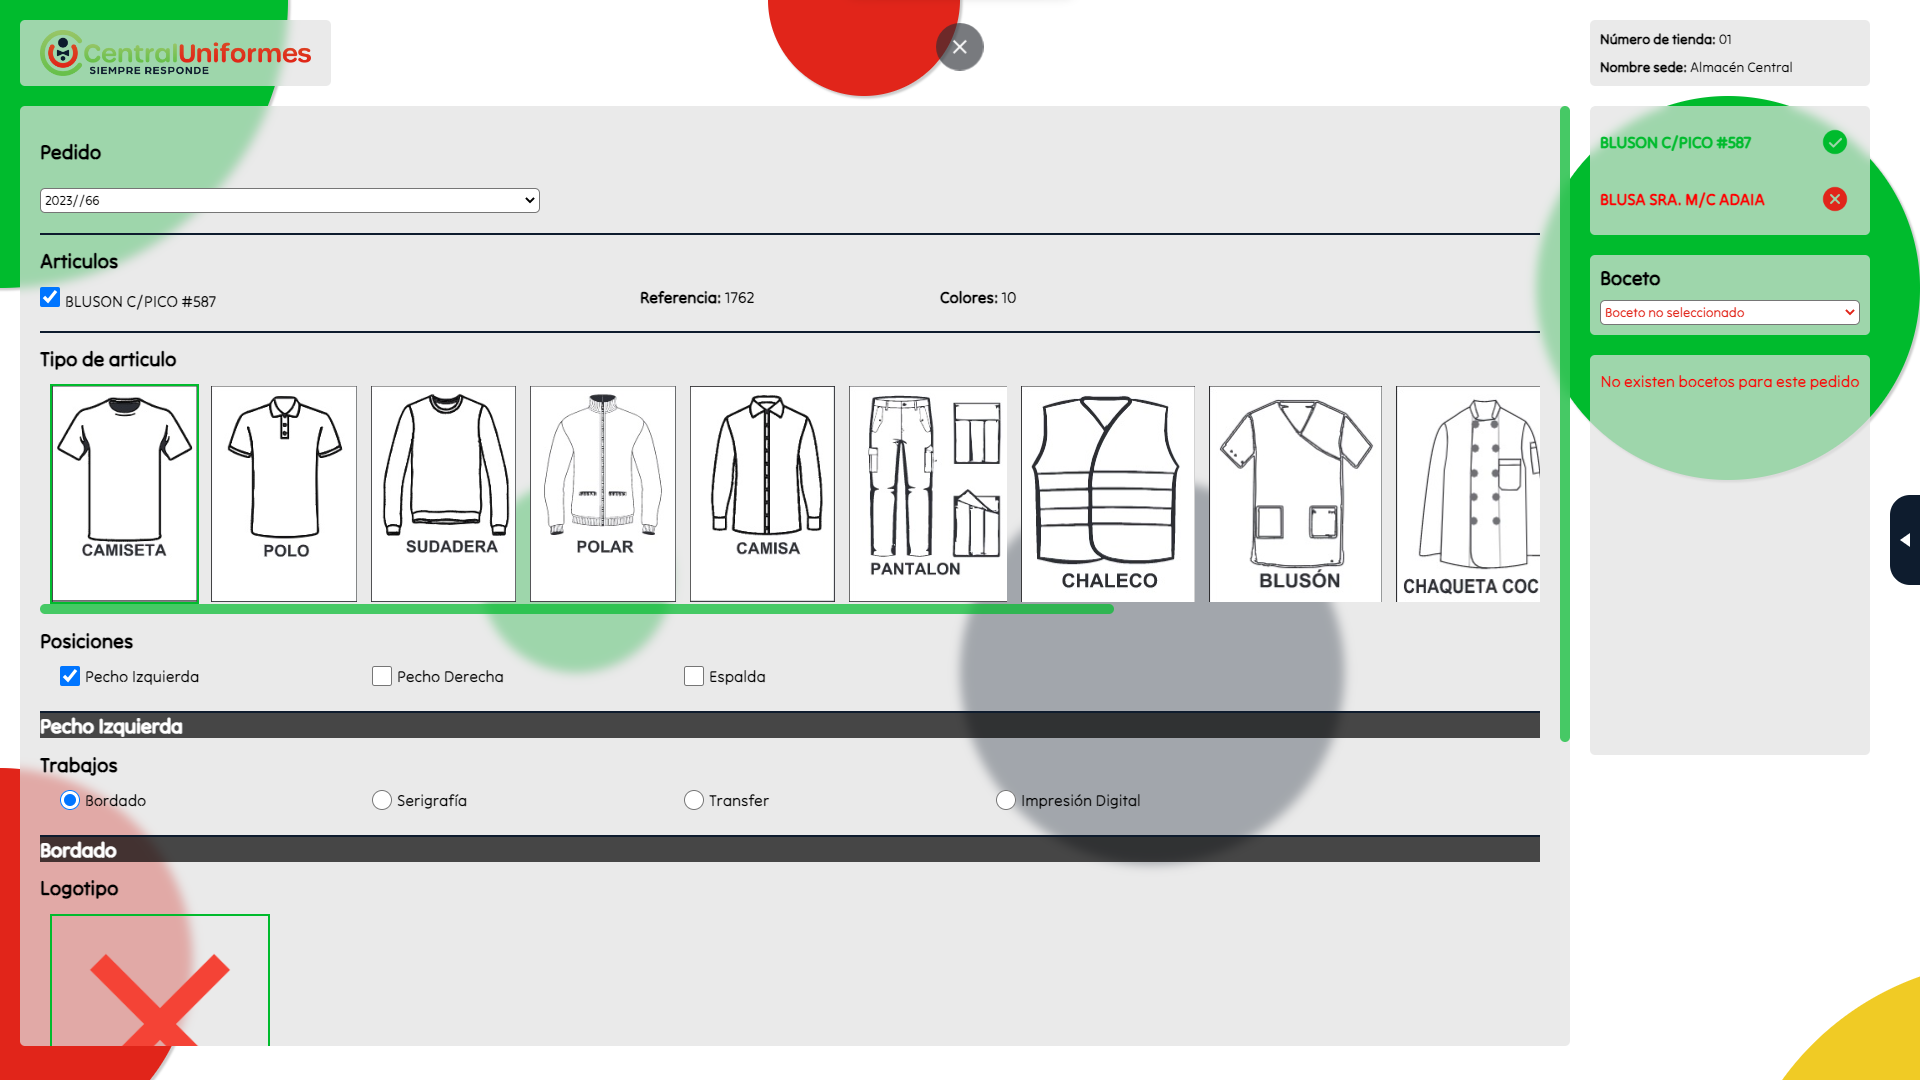 CentralUniformes
SIEMPRE RESPONDE
Número de tienda: 01
Nombre sede: Almacén Central
Pedido
2023//66
Articulos
BLUSON C/PICO #587
Referencia: 1762
Colores: 10
Tipo de articulo
CAMISETA
POLO
SUDADERA
POLAR
CAMISA
PANTALON
CHALECO
BLUSÓN
CHAQUETA COC
Posiciones
Pecho Izquierda
Pecho Derecha
Espalda
Pecho Izquierda
Trabajos
Bordado
Serigrafía
Transfer
Impresión Digital
Bordado
Logotipo
BLUSON C/PICO #587
BLUSA SRA. M/C ADAIA
Boceto
Boceto no seleccionado
No existen bocetos para este pedido